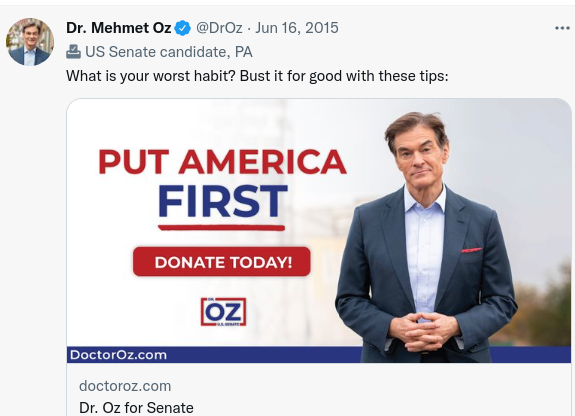 Dr. Mehmet Oz @DrOz · Jun 16, 2015
US Senate candidate, PA
What is your worst habit? Bust it for good with these tips:
PUT AMERICA
FIRST
DONATE TODAY!
DR.
OZ
U.S. SENATE
DoctorOz.com
doctoroz.com
Dr. Oz for Senate